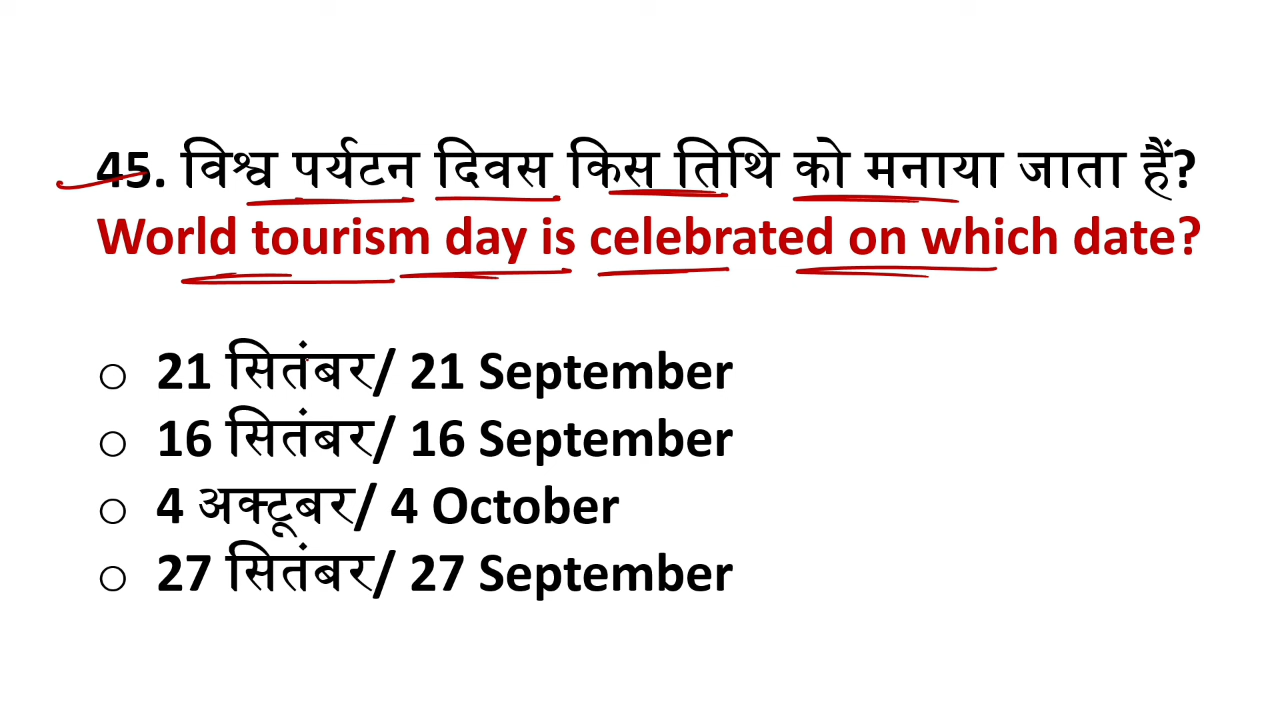 45. विश्व पर्यटन दिवस किस तिथि को मनाया जाता हैं?
World tourism day is celebrated on which date?
21 सितंबर/ 21 September
16 सितंबर/ 16 September
4 अक्टूबर/ 4 October
27 सितंबर/ 27 September